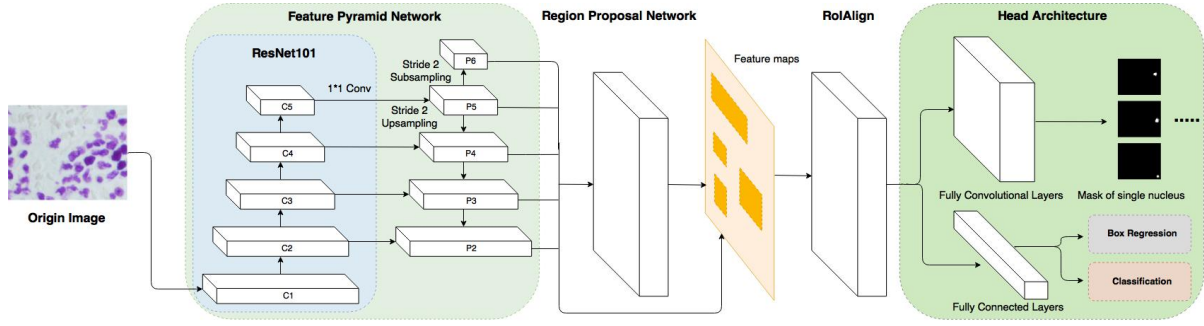 Feature Pyramid Network
Region Proposal Network
RoIAlign
Head Architecture
ResNet101
Origin Image
C5
C4
C3
C2
C1
1*1 Conv
Stride 2
Subsampling
Stride 2
Upsampling
P6
P5
P4
P3
P2
Feature maps
Fully Convolutional Layers
Mask of single nucleus
Box Regression
Classification
Fully Connected Layers